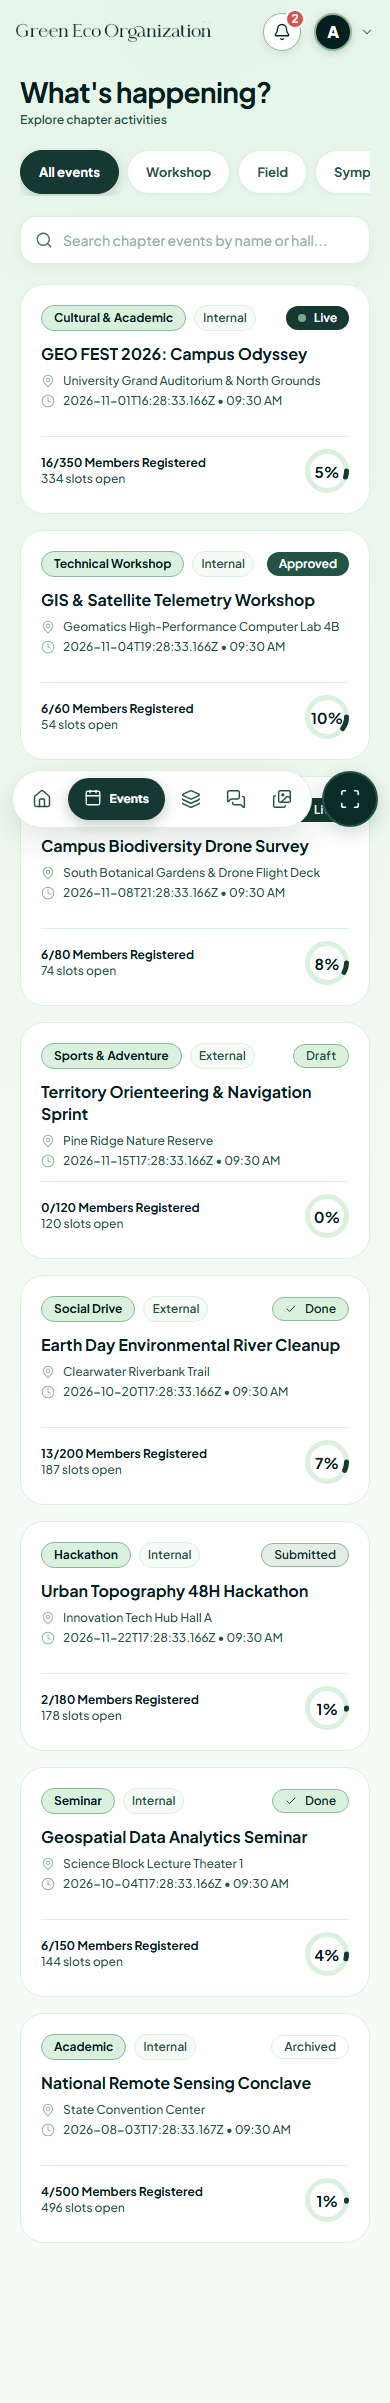 Green Eco Organization
2
A
What's happening?
Explore chapter activities
All events
Workshop
Field
Symp
Search chapter events by name or hall...
Cultural & Academic
Internal
Live
GEO FEST 2026: Campus Odyssey
University Grand Auditorium & North Grounds
2026-11-01T16:28:33.166Z • 09:30 AM
16/350 Members Registered
334 slots open
5%
Technical Workshop
Internal
Approved
GIS & Satellite Telemetry Workshop
Geomatics High-Performance Computer Lab 4B
2026-11-04T19:28:33.166Z • 09:30 AM
6/60 Members Registered
54 slots open
10%
Events
Campus Biodiversity Drone Survey
South Botanical Gardens & Drone Flight Deck
2026-11-08T21:28:33.166Z • 09:30 AM
6/80 Members Registered
74 slots open
8%
Sports & Adventure
External
Draft
Territory Orienteering & Navigation
Sprint
Pine Ridge Nature Reserve
2026-11-15T17:28:33.166Z • 09:30 AM
0/120 Members Registered
120 slots open
0%
Social Drive
External
Done
Earth Day Environmental River Cleanup
Clearwater Riverbank Trail
2026-10-20T17:28:33.166Z • 09:30 AM
13/200 Members Registered
187 slots open
7%
Hackathon
Internal
Submitted
Urban Topography 48H Hackathon
Innovation Tech Hub Hall A
2026-11-22T17:28:33.166Z • 09:30 AM
2/180 Members Registered
178 slots open
1%
Seminar
Internal
Done
Geospatial Data Analytics Seminar
Science Block Lecture Theater 1
2026-10-04T17:28:33.166Z • 09:30 AM
6/150 Members Registered
144 slots open
4%
Academic
Internal
Archived
National Remote Sensing Conclave
State Convention Center
2026-08-03T17:28:33.167Z • 09:30 AM
4/500 Members Registered
496 slots open
1%